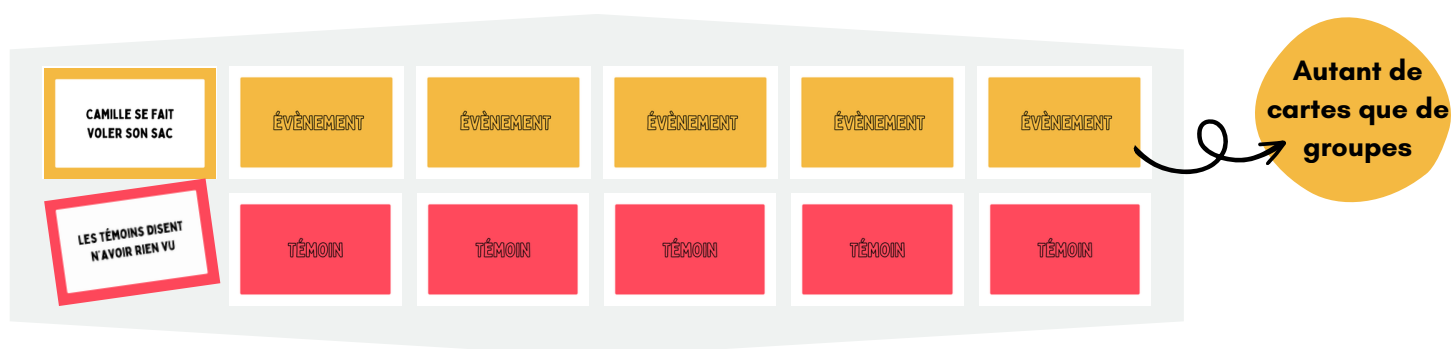 CAMILLE SE FAIT
VOLER SON SAC
ÉVÈNEMENT
ÉVÈNEMENT
ÉVÈNEMENT
ÉVÈNEMENT
ÉVÈNEMENT
Autant de
cartes que de
groupes
LES TÉMOINS DISENT
N'AVOIR RIEN VU
TÉMOIN
TÉMOIN
TÉMOIN
TÉMOIN
TÉMOIN